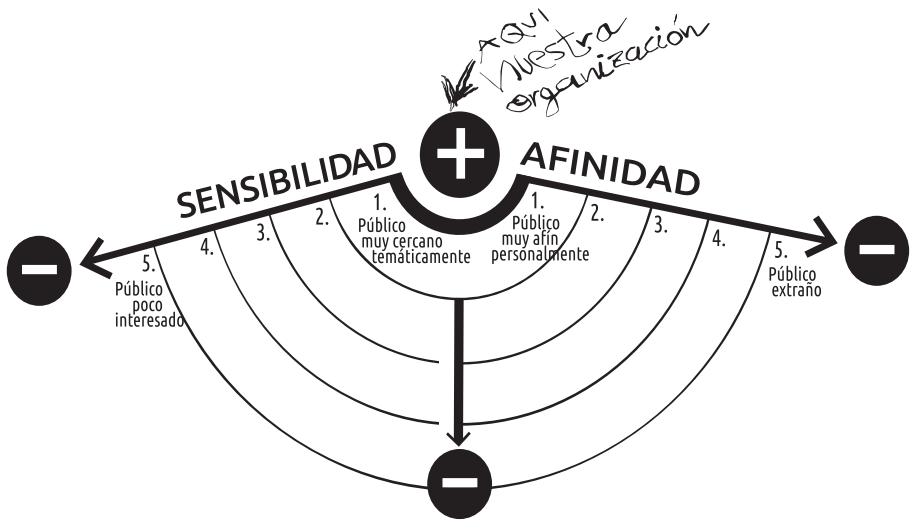 AQUI
nuestra
organización
+
SENSIBILIDAD
AFINIDAD
1.
Público
muy cercano
temáticamente
2.
3.
4.
5.
Público
poco
interesado
1.
Público
muy afín
personalmente
2.
3.
4.
5.
Público
extraño
−
−
−